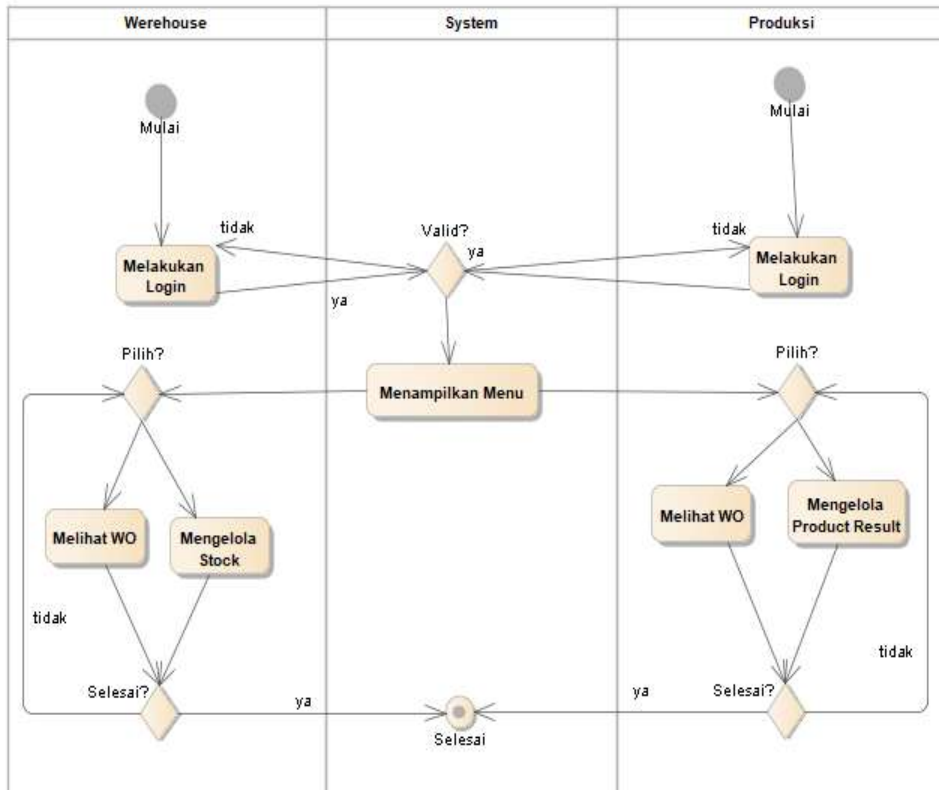 Werehouse
System
Produksi
Mulai
Mulai
tidak
Valid?
tidak
ya
Melakukan
Login
Melakukan
Login
ya
Pilih?
Pilih?
Menampilkan Menu
Melihat WO
Mengelola
Stock
Melihat WO
Mengelola
Product Result
tidak
tidak
Selesai?
ya
ya
Selesai?
Selesai